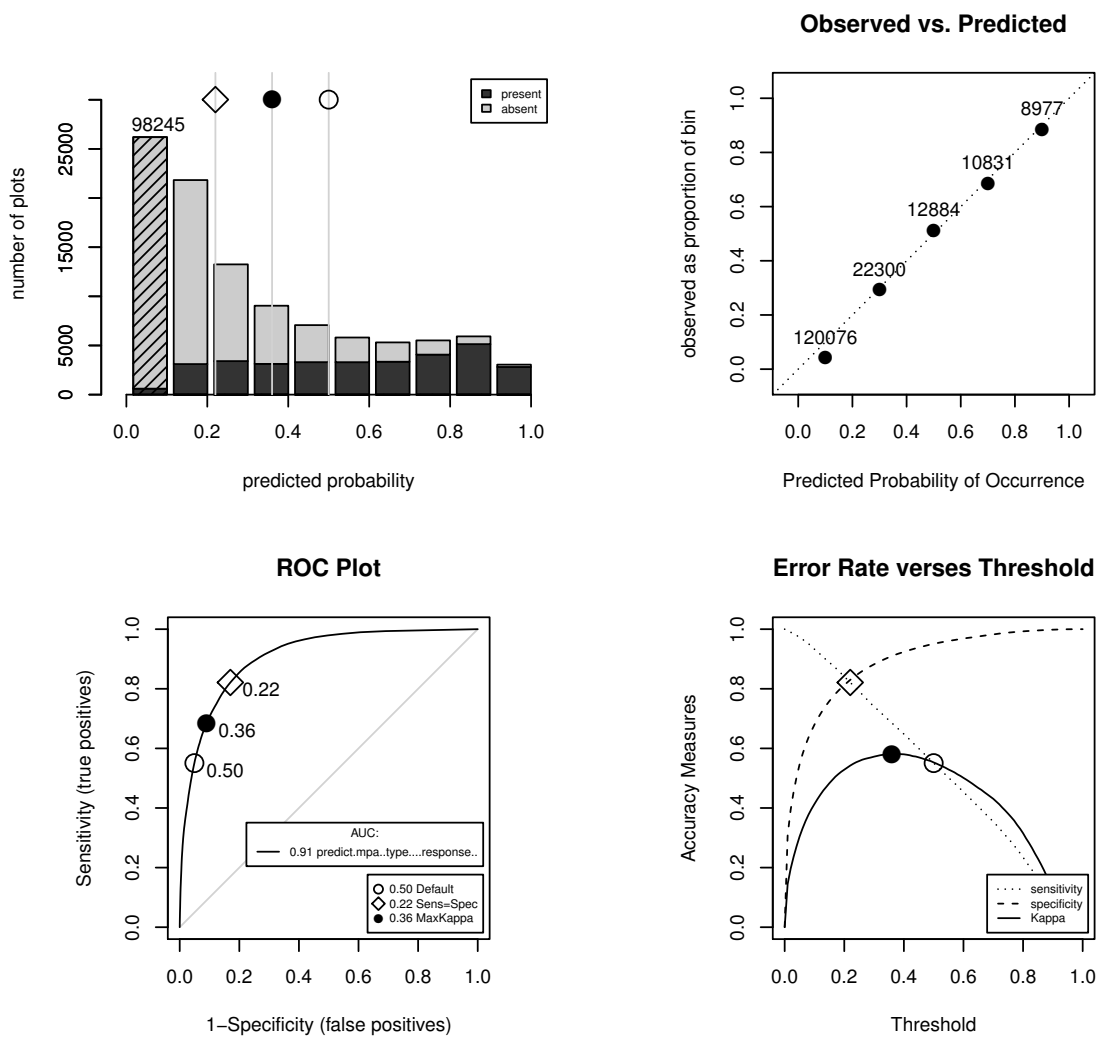 98245
present
absent
number of plots
0
5000
15000
25000
0.0 0.2 0.4 0.6 0.8 1.0
predicted probability
Observed vs. Predicted
8977
10831
12884
22300
120076
observed as proportion of bin
0.0 0.2 0.4 0.6 0.8 1.0
0.0 0.2 0.4 0.6 0.8 1.0
Predicted Probability of Occurrence
ROC Plot
0.22
0.36
0.50
AUC:
0.91 predict.mpa..type....response..
0.50 Default
0.22 Sens=Spec
0.36 MaxKappa
Sensitivity (true positives)
0.0 0.2 0.4 0.6 0.8 1.0
0.0 0.2 0.4 0.6 0.8 1.0
1−Specificity (false positives)
Error Rate verses Threshold
sensitivity
specificity
Kappa
Accuracy Measures
0.0 0.2 0.4 0.6 0.8 1.0
0.0 0.2 0.4 0.6 0.8 1.0
Threshold